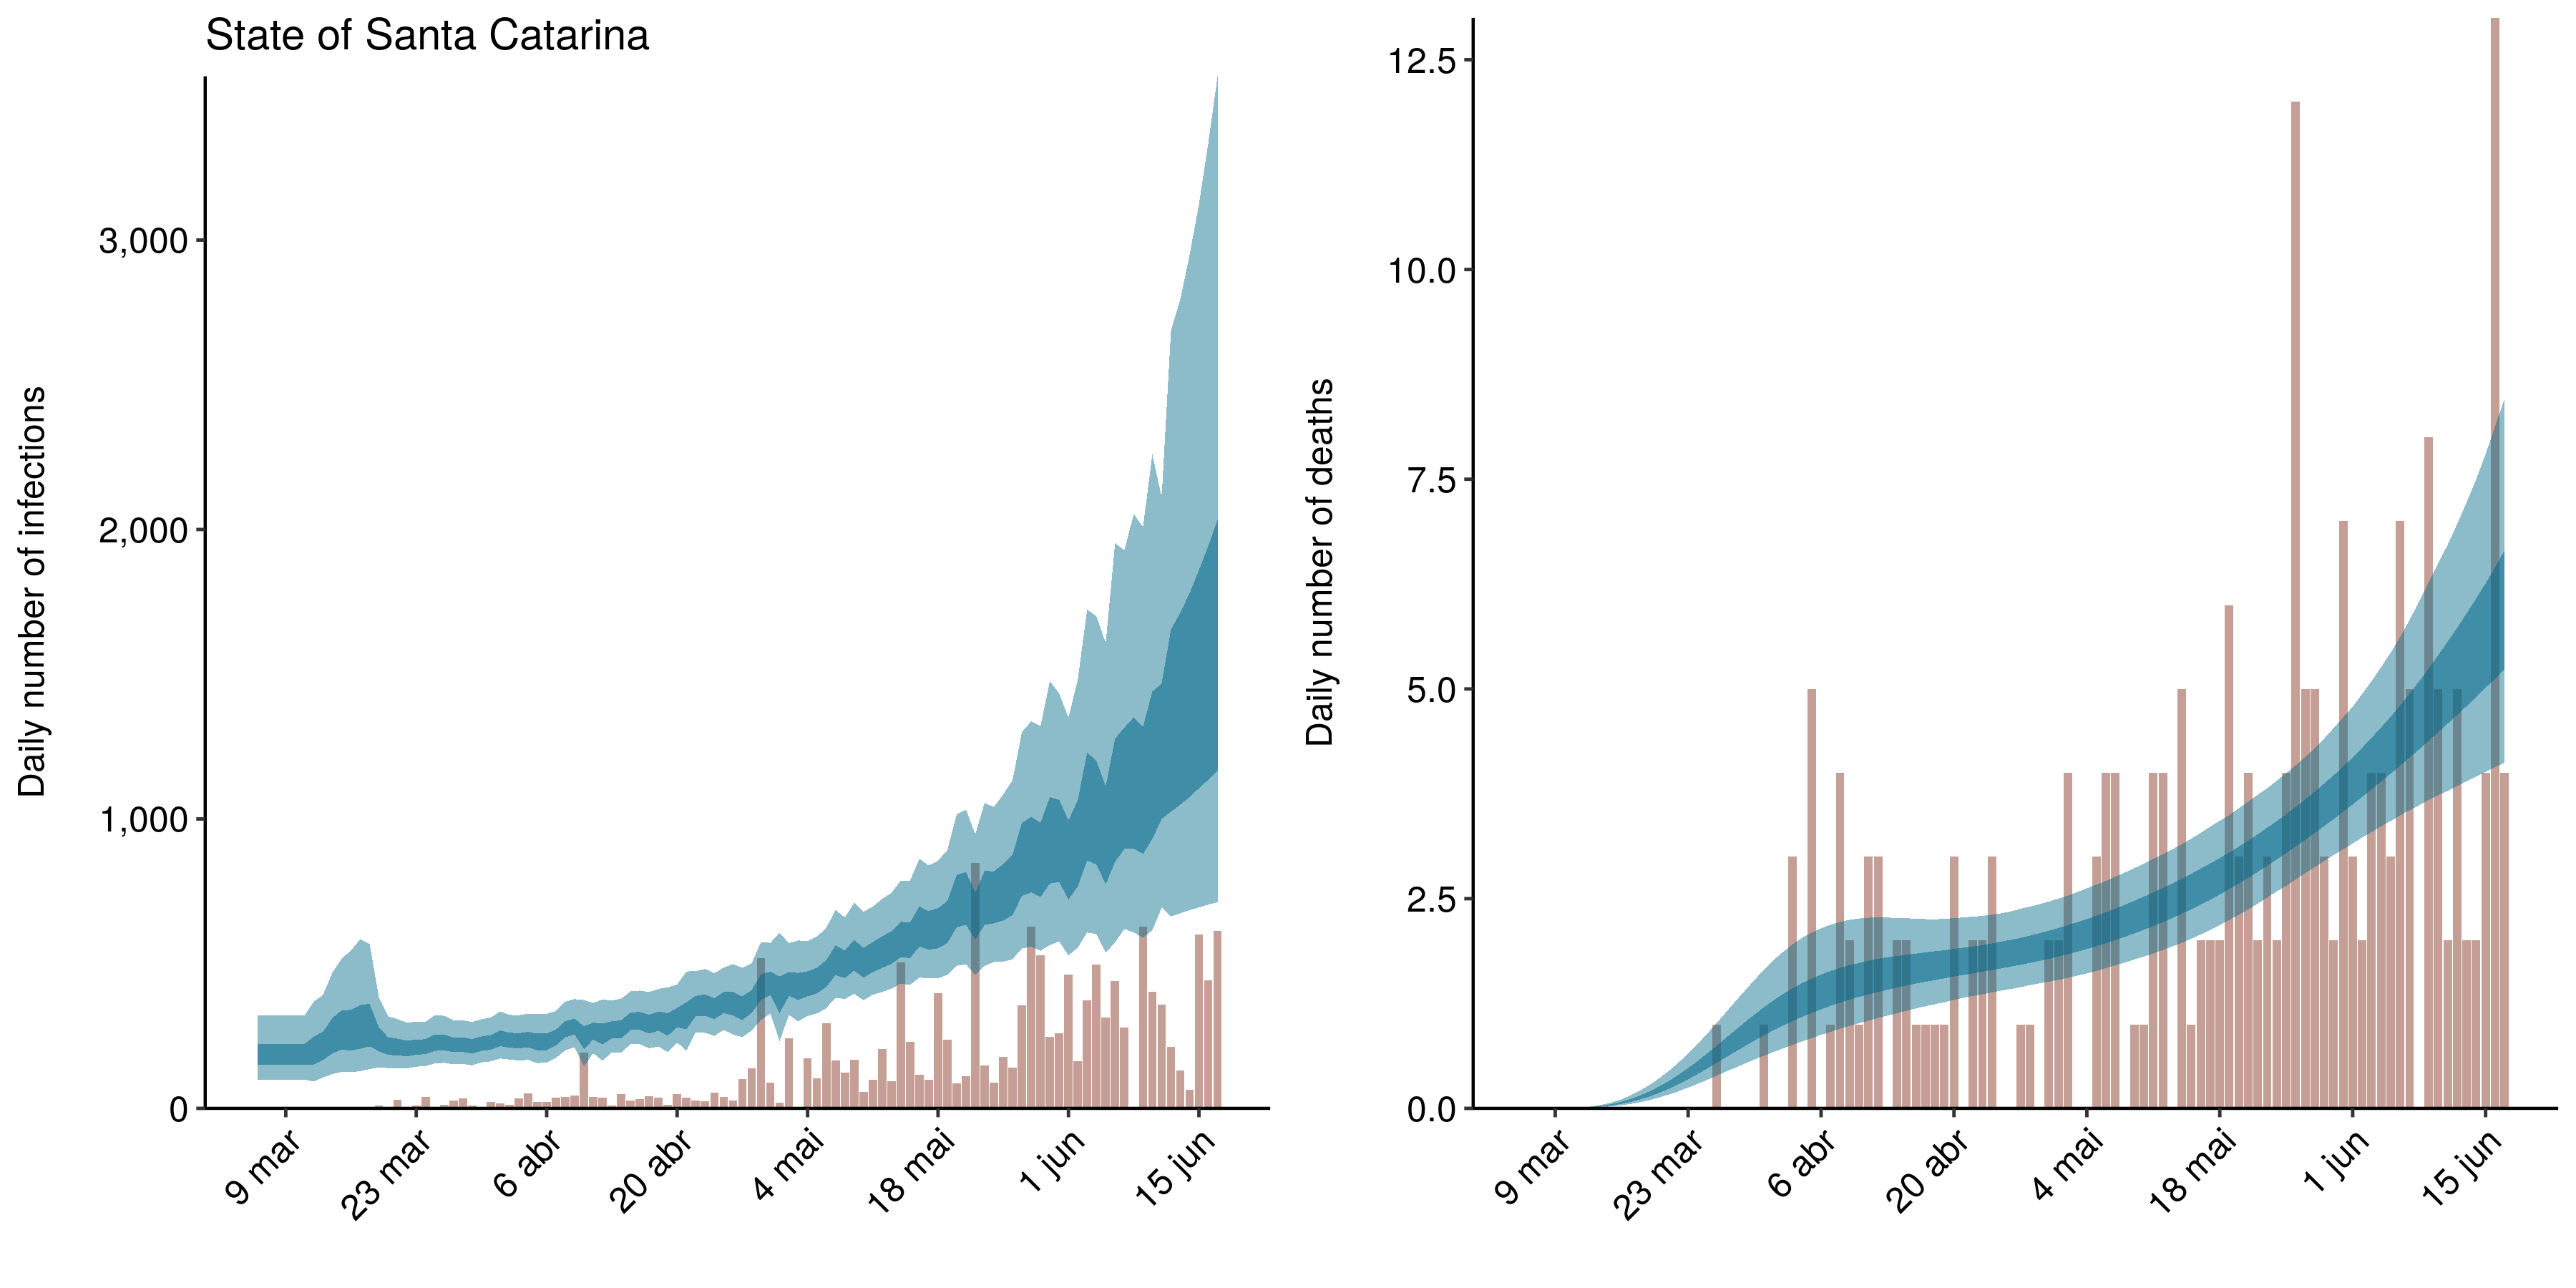 State of Santa Catarina
Daily number of infections
3,000
2,000
1,000
0
9 mar
23 mar
6 abr
20 abr
4 mai
18 mai
1 jun
15 jun
Daily number of deaths
12.5
10.0
7.5
5.0
2.5
0.0
9 mar
23 mar
6 abr
20 abr
4 mai
18 mai
1 jun
15 jun